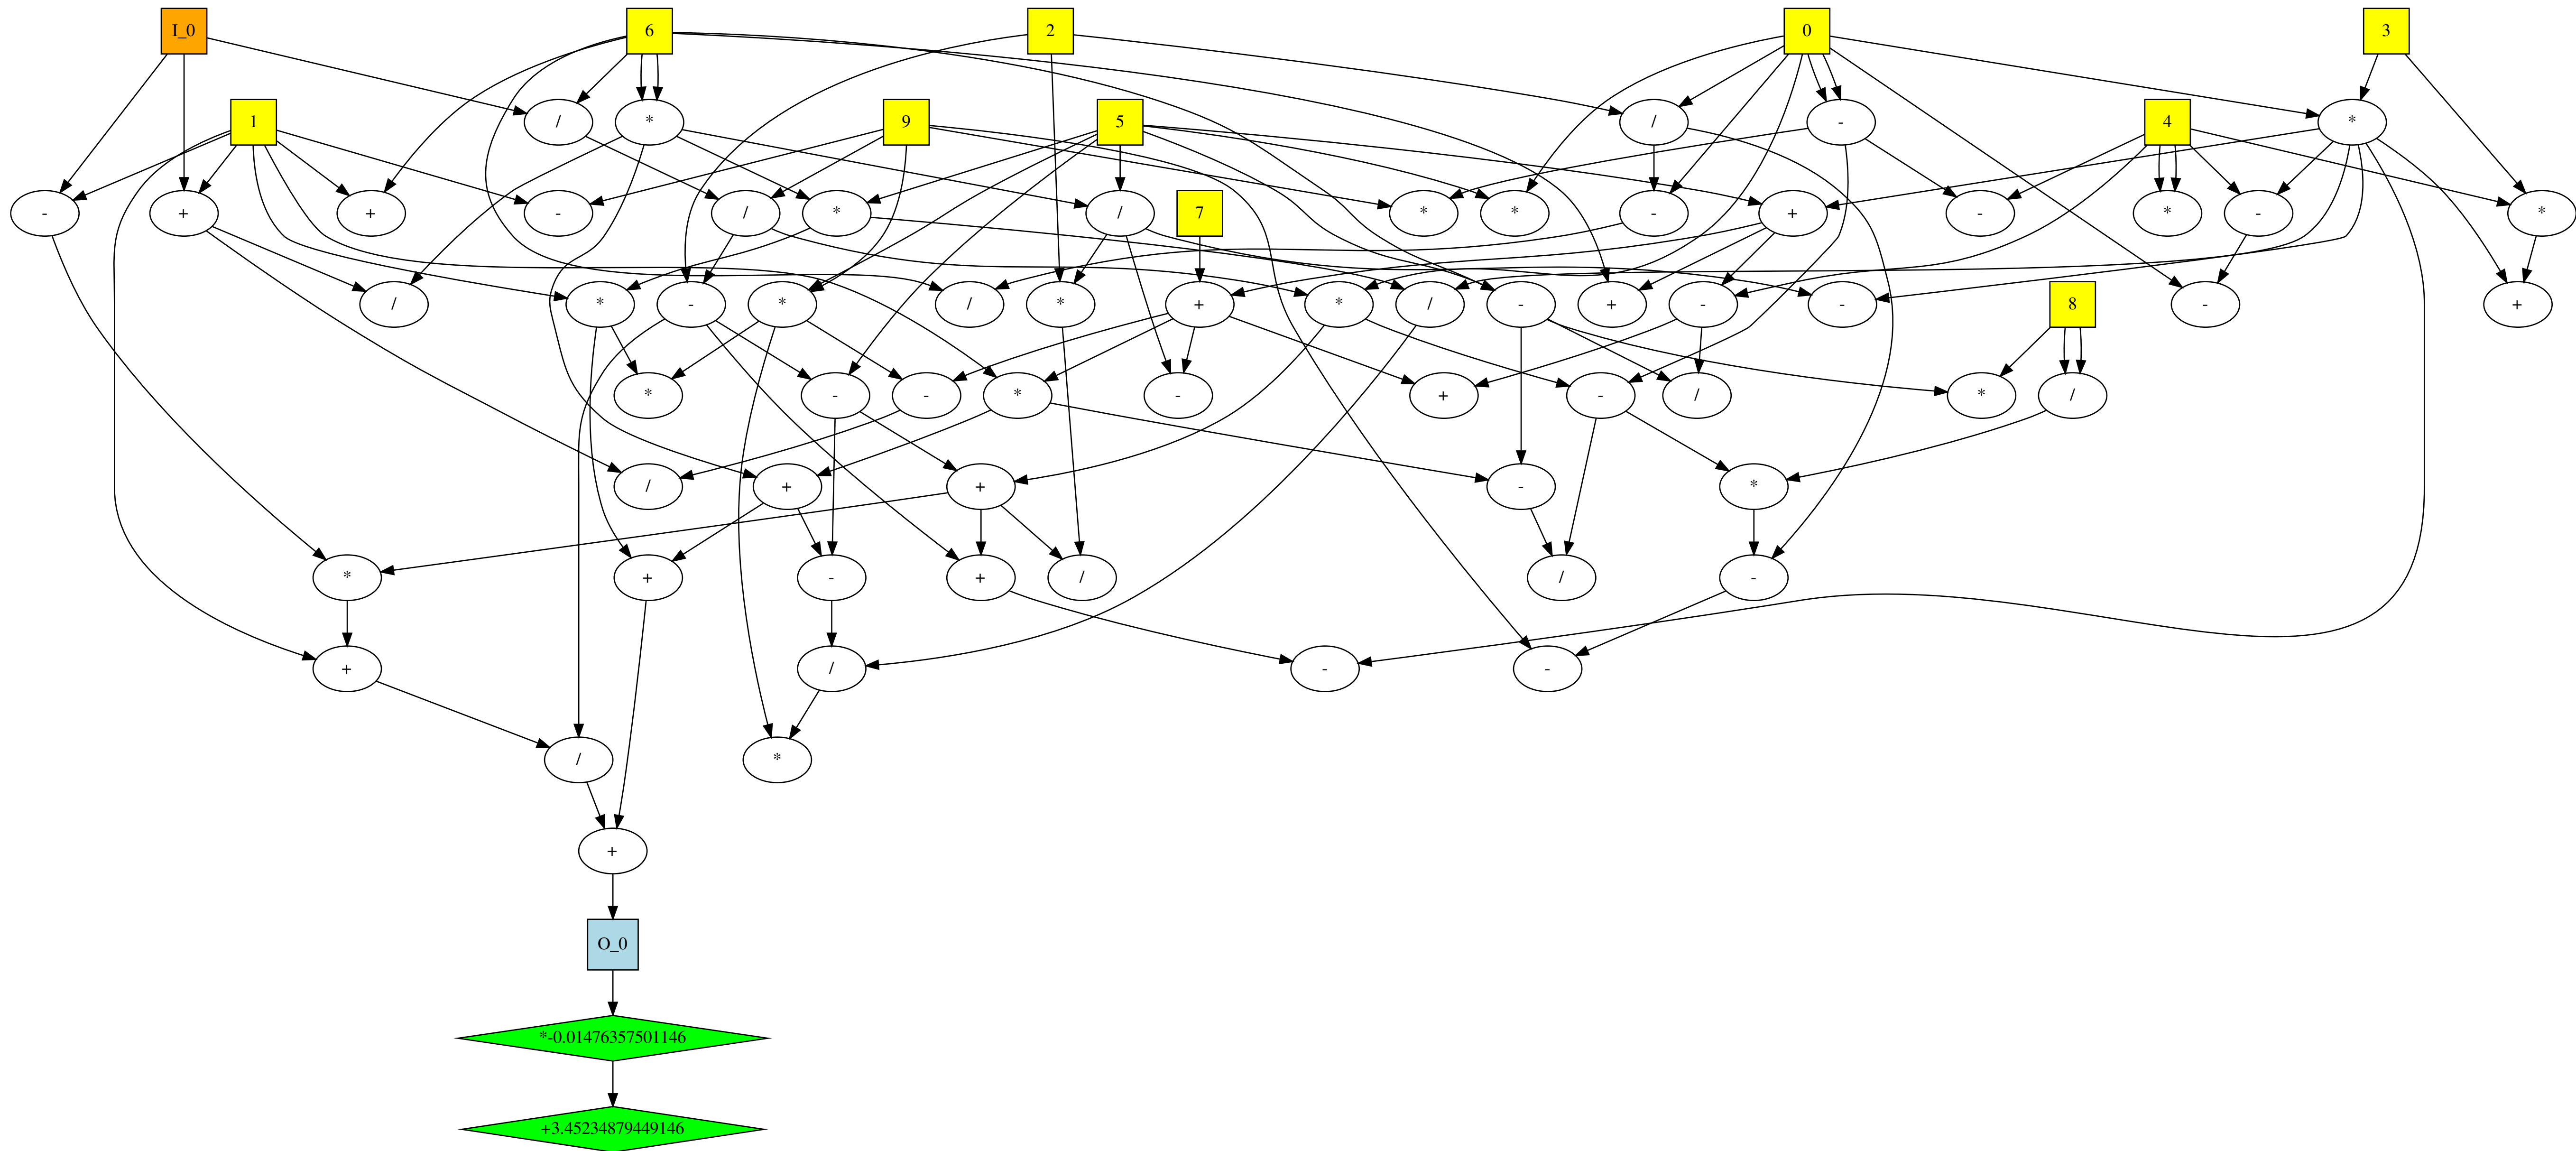 I_0 6 2 0 3
1 / * 9 5 / - 4 *
- + + - / * / 7 * * - + - * - *
/ * - * / * + * / - + - - 8 - +
* - - * - + - / * /
/ + + - *
* + - + / / -
+ / - -
/ *
+
O_0
*-0.01476357501146
+3.45234879449146